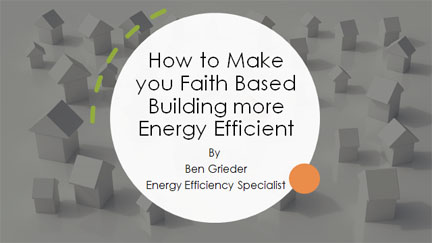 How to Make
you Faith Based
Building more
Energy Efficient
By
Ben Grieder
Energy Efficiency Specialist